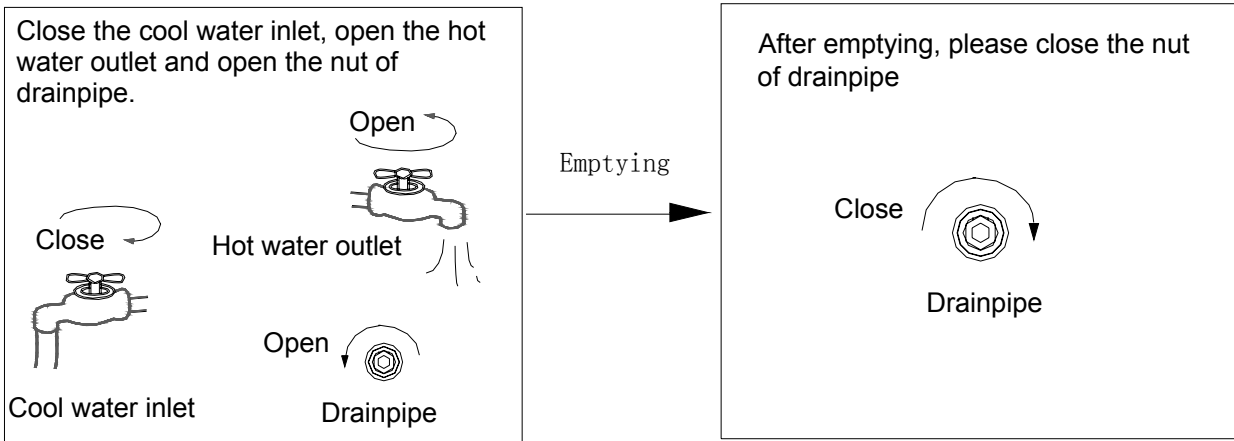 Close the cool water inlet, open the hot
water outlet and open the nut of
drainpipe.
Open
Close
Hot water outlet
Open
Cool water inlet
Drainpipe
Emptying
After emptying, please close the nut
of drainpipe
Close
Drainpipe